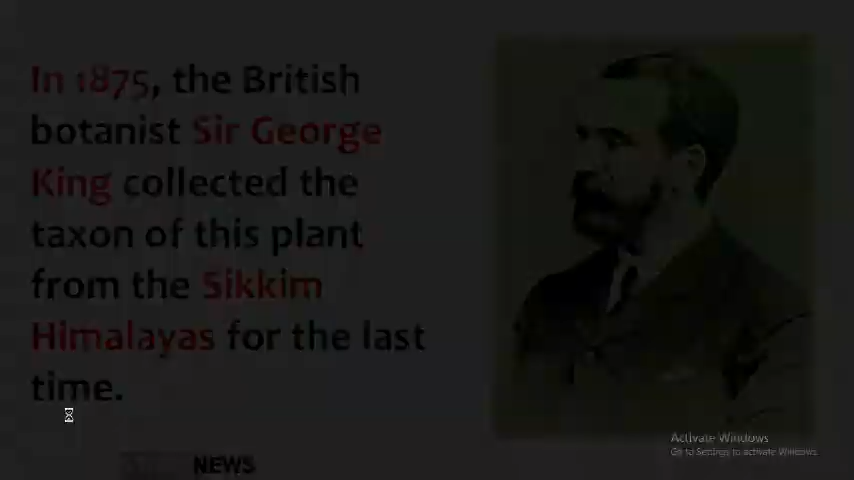 In 1875, the British
botanist Sir George
King collected the
taxon of this plant
from the Sikkim
Himalayas for the last
time.
NEWS
Activate Windows
Go to Settings to activate Windows.